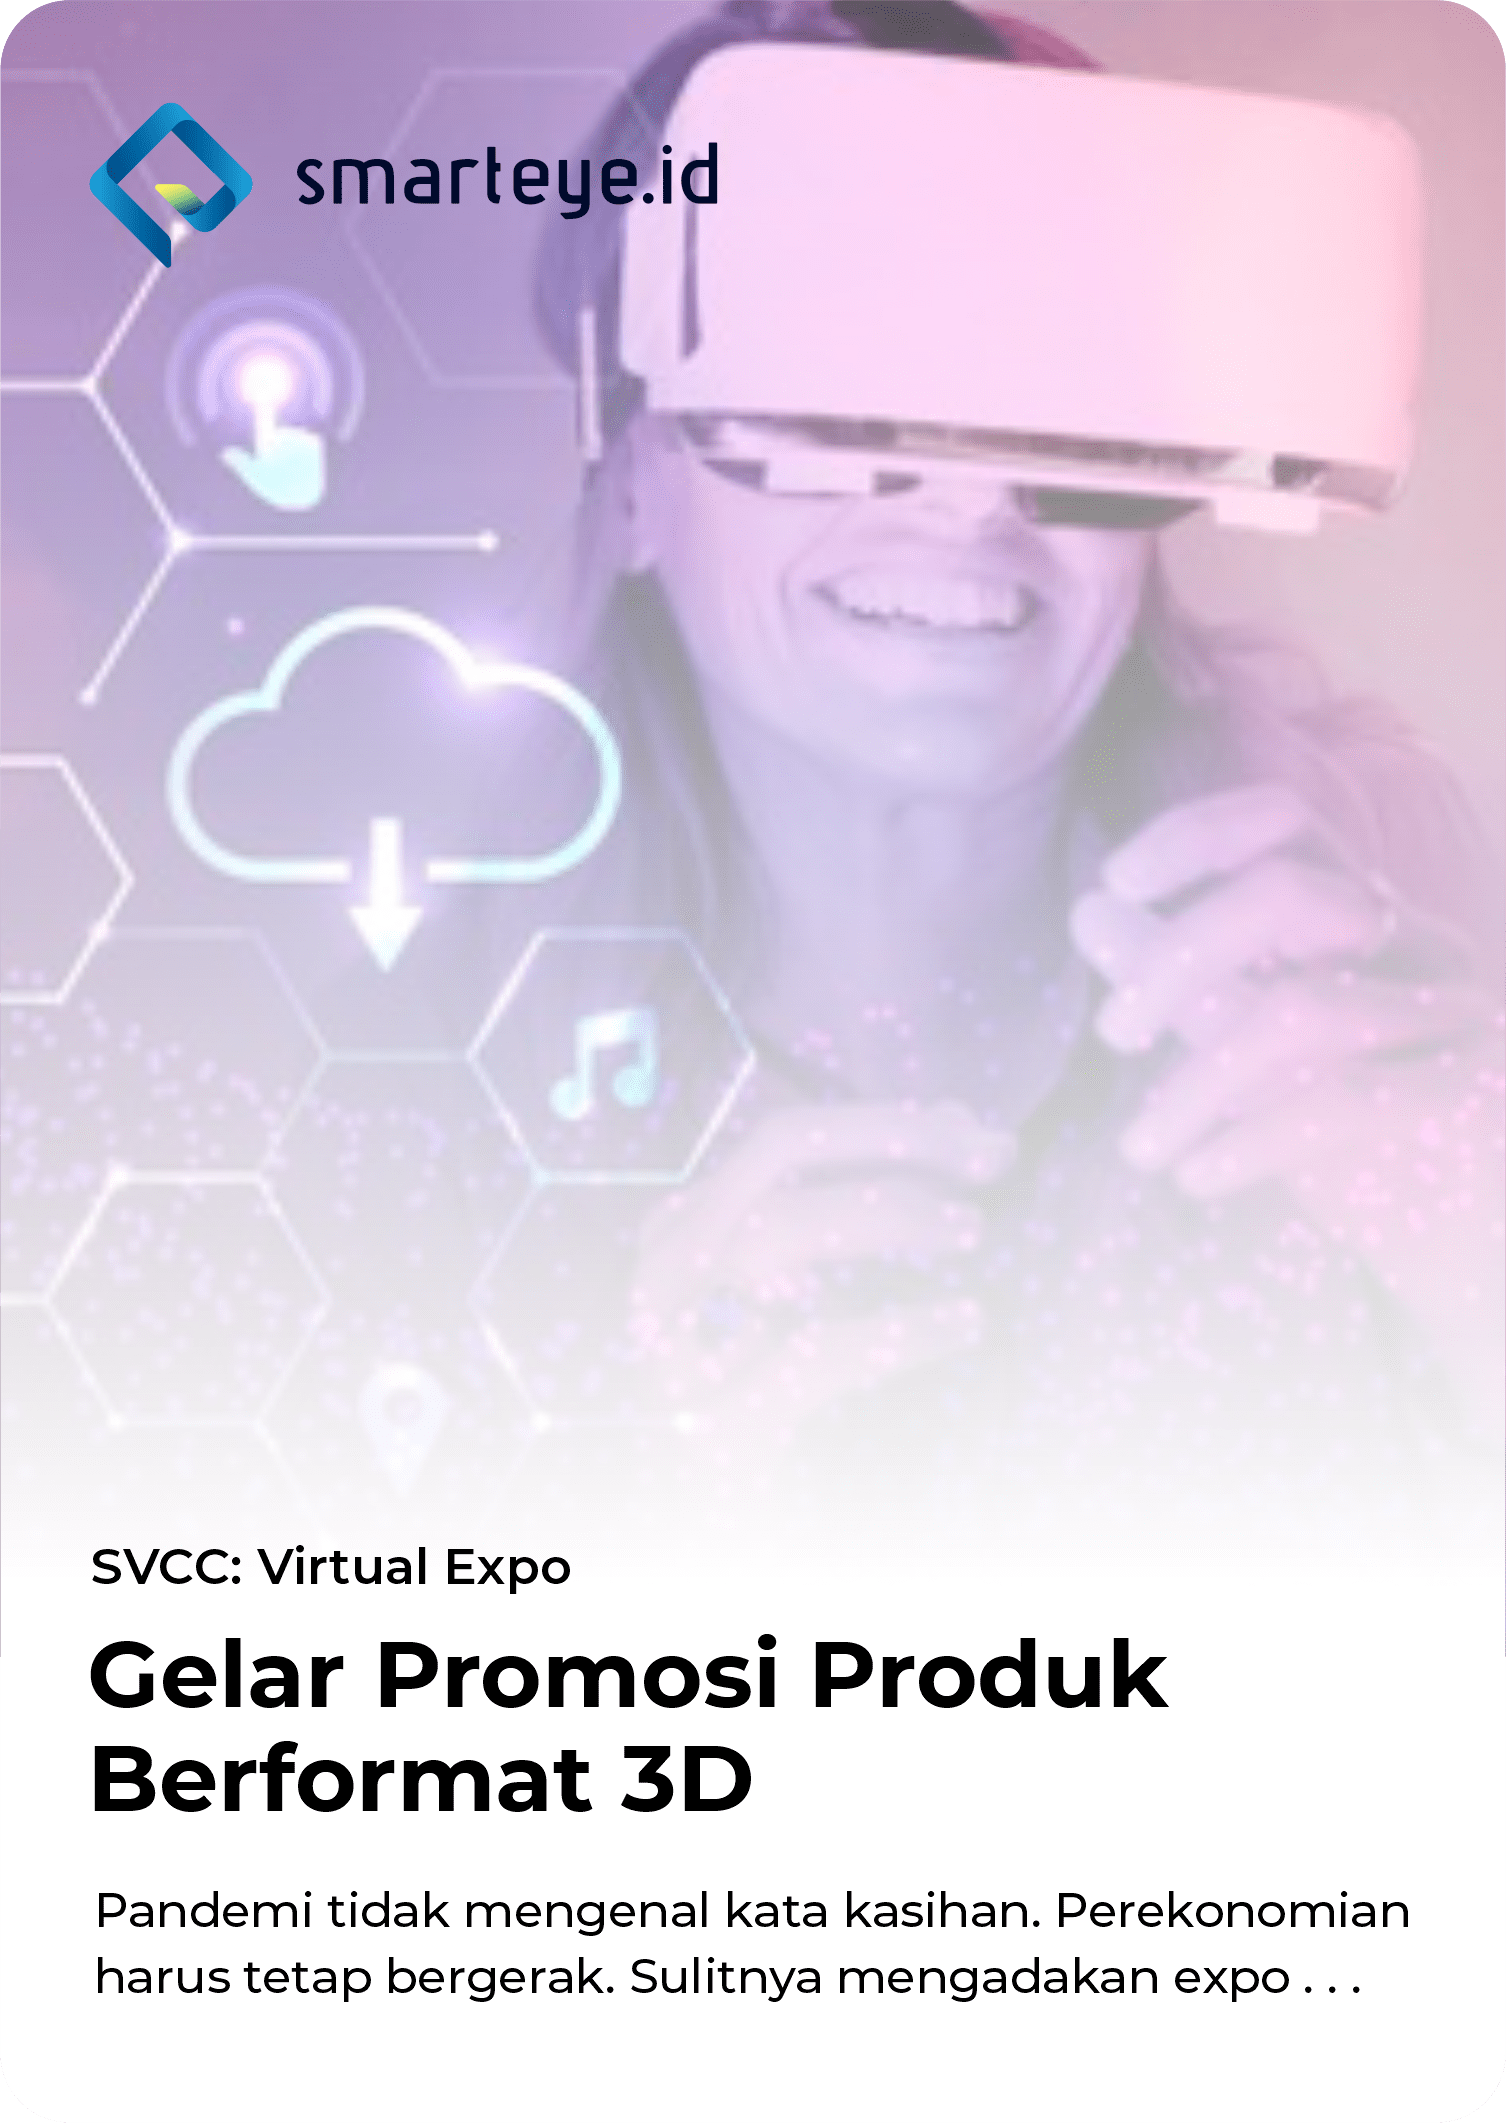 smarteye.id
SVCC: Virtual Expo
Gelar Promosi Produk
Berformat 3D
Pandemi tidak mengenal kata kasihan. Perekonomian
harus tetap bergerak. Sulitnya mengadakan expo . . .